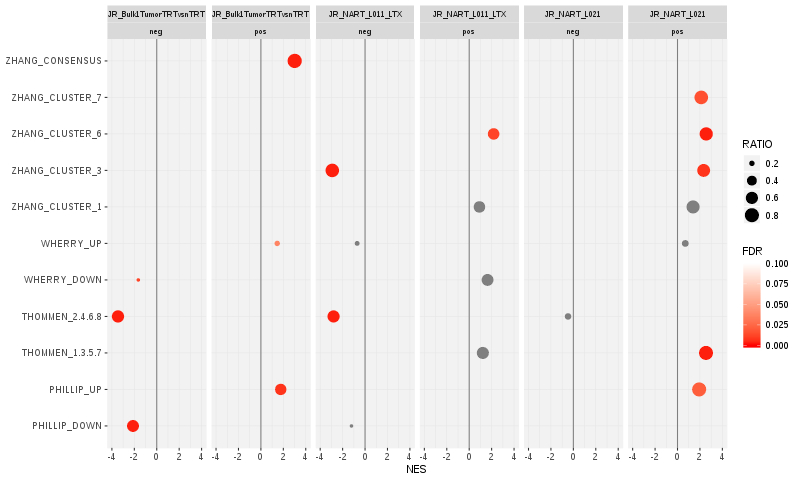 JR_Bulk1TumorTRTvsnTRT JR_Bulk1TumorTRTvsnTRT JR_NART_L011_LTX JR_NART_L011_LTX JR_NART_L021 JR_NART_L021
neg pos neg pos neg pos
ZHANG_CONSENSUS
ZHANG_CLUSTER_7
ZHANG_CLUSTER_6
ZHANG_CLUSTER_3
ZHANG_CLUSTER_1
WHERRY_UP
WHERRY_DOWN
THOMMEN_2.4.6.8
THOMMEN_1.3.5.7
PHILLIP_UP
PHILLIP_DOWN
-4 -2 0 2 4 -4 -2 0 2 4 -4 -2 0 2 4 -4 -2 0 2 4 -4 -2 0 2 4 -4 -2 0 2 4
NES
RATIO
0.2
0.4
0.6
0.8
FDR
0.100
0.075
0.050
0.025
0.000